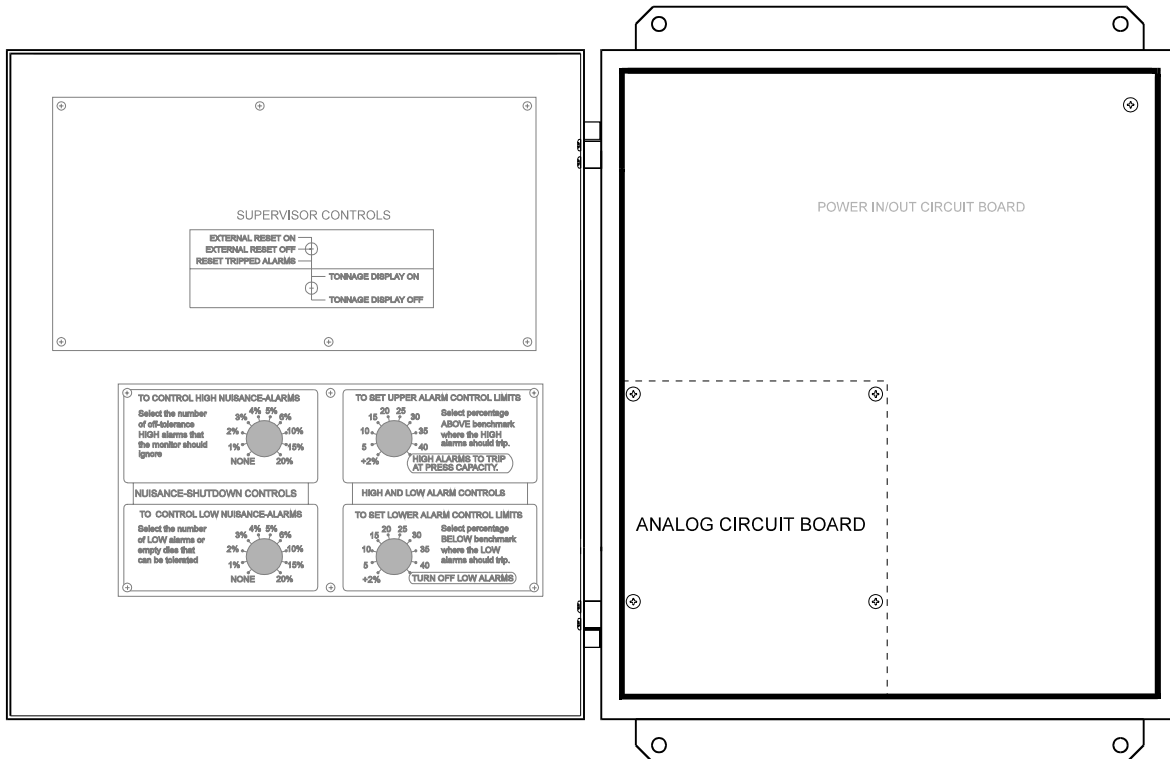 SUPERVISOR CONTROLS
EXTERNAL RESET ON
EXTERNAL RESET OFF
RESET TRIPPED ALARMS
TONNAGE DISPLAY ON
TONNAGE DISPLAY OFF
TO CONTROL HIGH NUISANCE-ALARMS
Select the number
of off-tolerance
HIGH alarms that
the monitor should
ignore
NONE
1%
2%
3%
4%
5%
6%
10%
15%
20%
TO SET UPPER ALARM CONTROL LIMITS
+2%
5
10
15
20
25
30
35
40
Select percentage
ABOVE benchmark
where the HIGH
alarms should trip.
HIGH ALARMS TO TRIP
AT PRESS CAPACITY.
NUISANCE-SHUTDOWN CONTROLS
HIGH AND LOW ALARM CONTROLS
TO CONTROL LOW NUISANCE-ALARMS
Select the number
of LOW alarms or
empty dies that
can be tolerated
NONE
1%
2%
3%
4%
5%
6%
10%
15%
20%
TO SET LOWER ALARM CONTROL LIMITS
+2%
5
10
15
20
25
30
35
40
Select percentage
BELOW benchmark
where the LOW
alarms should trip.
TURN OFF LOW ALARMS
POWER IN/OUT CIRCUIT BOARD
ANALOG CIRCUIT BOARD